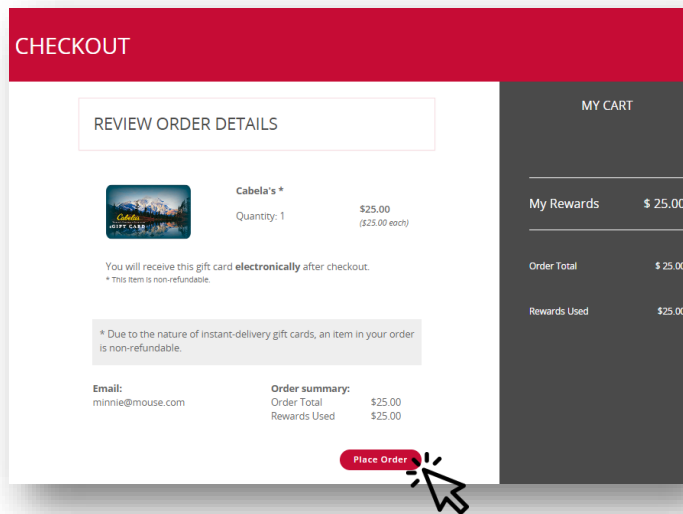 CHECKOUT
REVIEW ORDER DETAILS
Cabela's *
Quantity: 1
$25.00
($25.00 each)
Cabela's
eGIFT CARD
You will receive this gift card electronically after checkout.
* This item is non-refundable.
* Due to the nature of instant-delivery gift cards, an item in your order
is non-refundable.
Email:
minnie@mouse.com
Order summary:
Order Total $25.00
Rewards Used $25.00
Place Order
MY CART
My Rewards $ 25.00
Order Total $ 25.00
Rewards Used $25.00